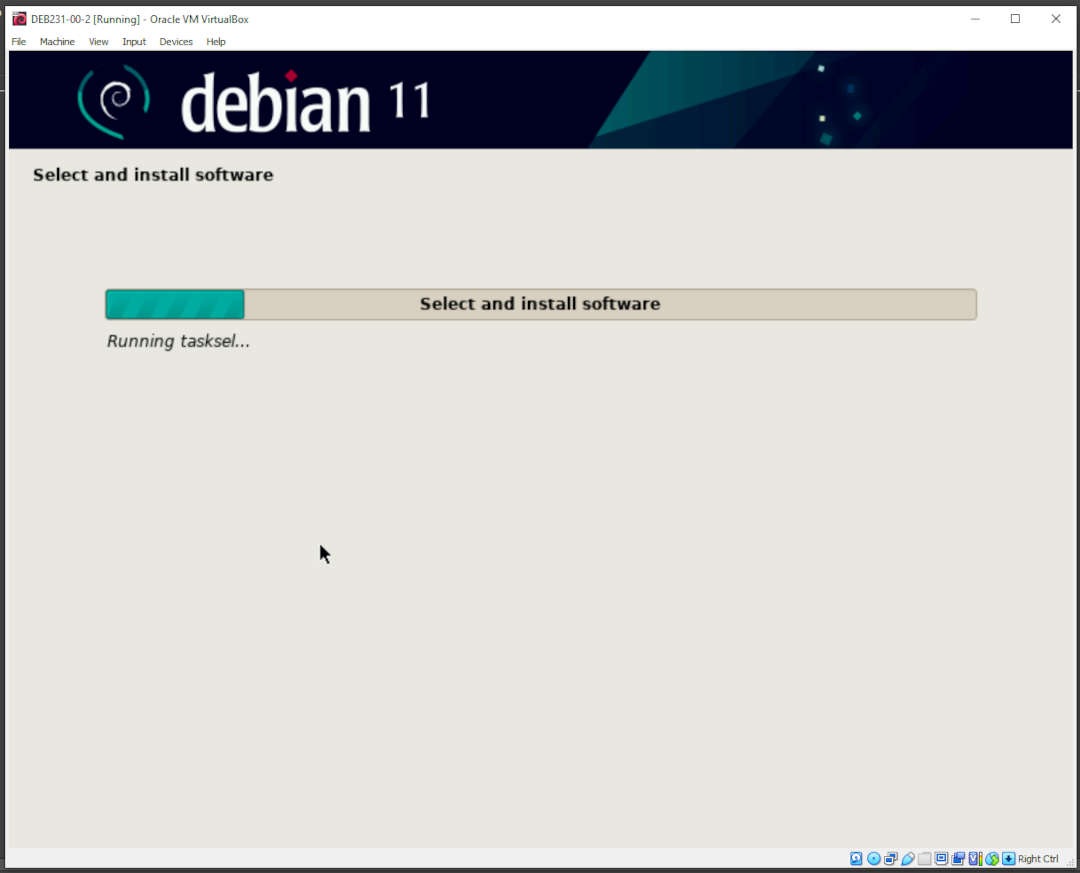 DEB231-00-2 [Running] - Oracle VM VirtualBox
File Machine View Input Devices Help
debian 11
Select and install software
Select and install software
Running tasksel...
Right Ctrl